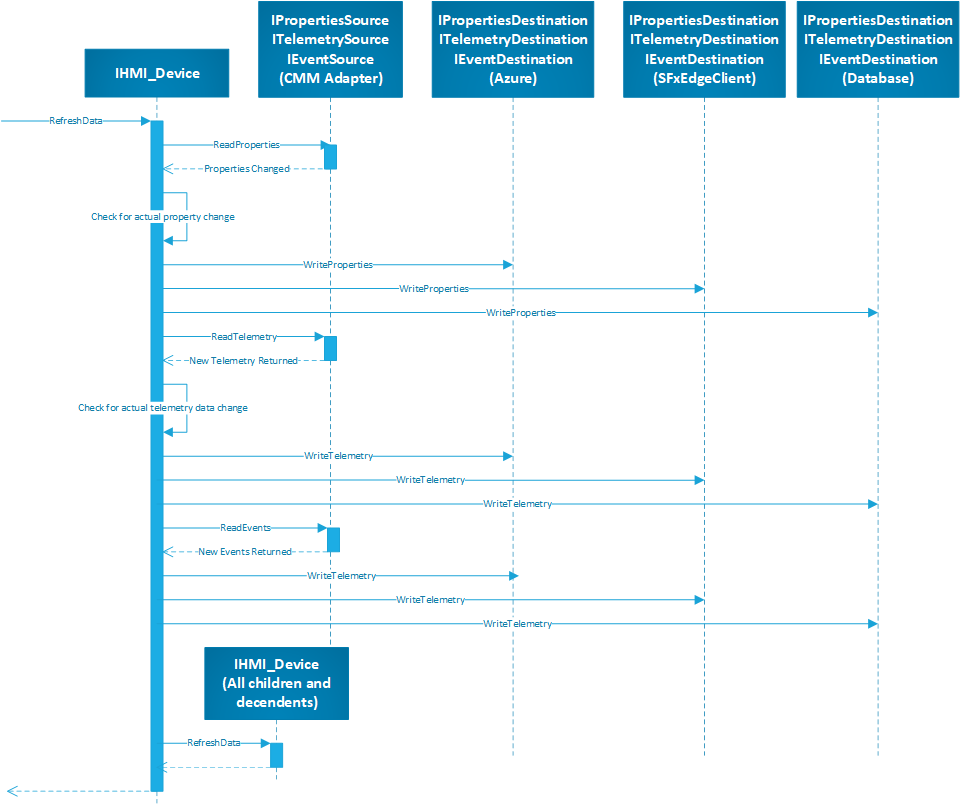 IHMI_Device
IPropertiesSource
ITelemetrySource
IEventSource
(CMM Adapter)
IPropertiesDestination
ITelemetryDestination
IEventDestination
(Azure)
IPropertiesDestination
ITelemetryDestination
IEventDestination
(SFxEdgeClient)
IPropertiesDestination
ITelemetryDestination
IEventDestination
(Database)
RefreshData
ReadProperties
Properties Changed
Check for actual property change
WriteProperties
WriteProperties
WriteProperties
ReadTelemetry
New Telemetry Returned
Check for actual telemetry data change
WriteTelemetry
WriteTelemetry
WriteTelemetry
ReadEvents
New Events Returned
WriteTelemetry
WriteTelemetry
WriteTelemetry
IHMI_Device
(All children and
decendents)
RefreshData